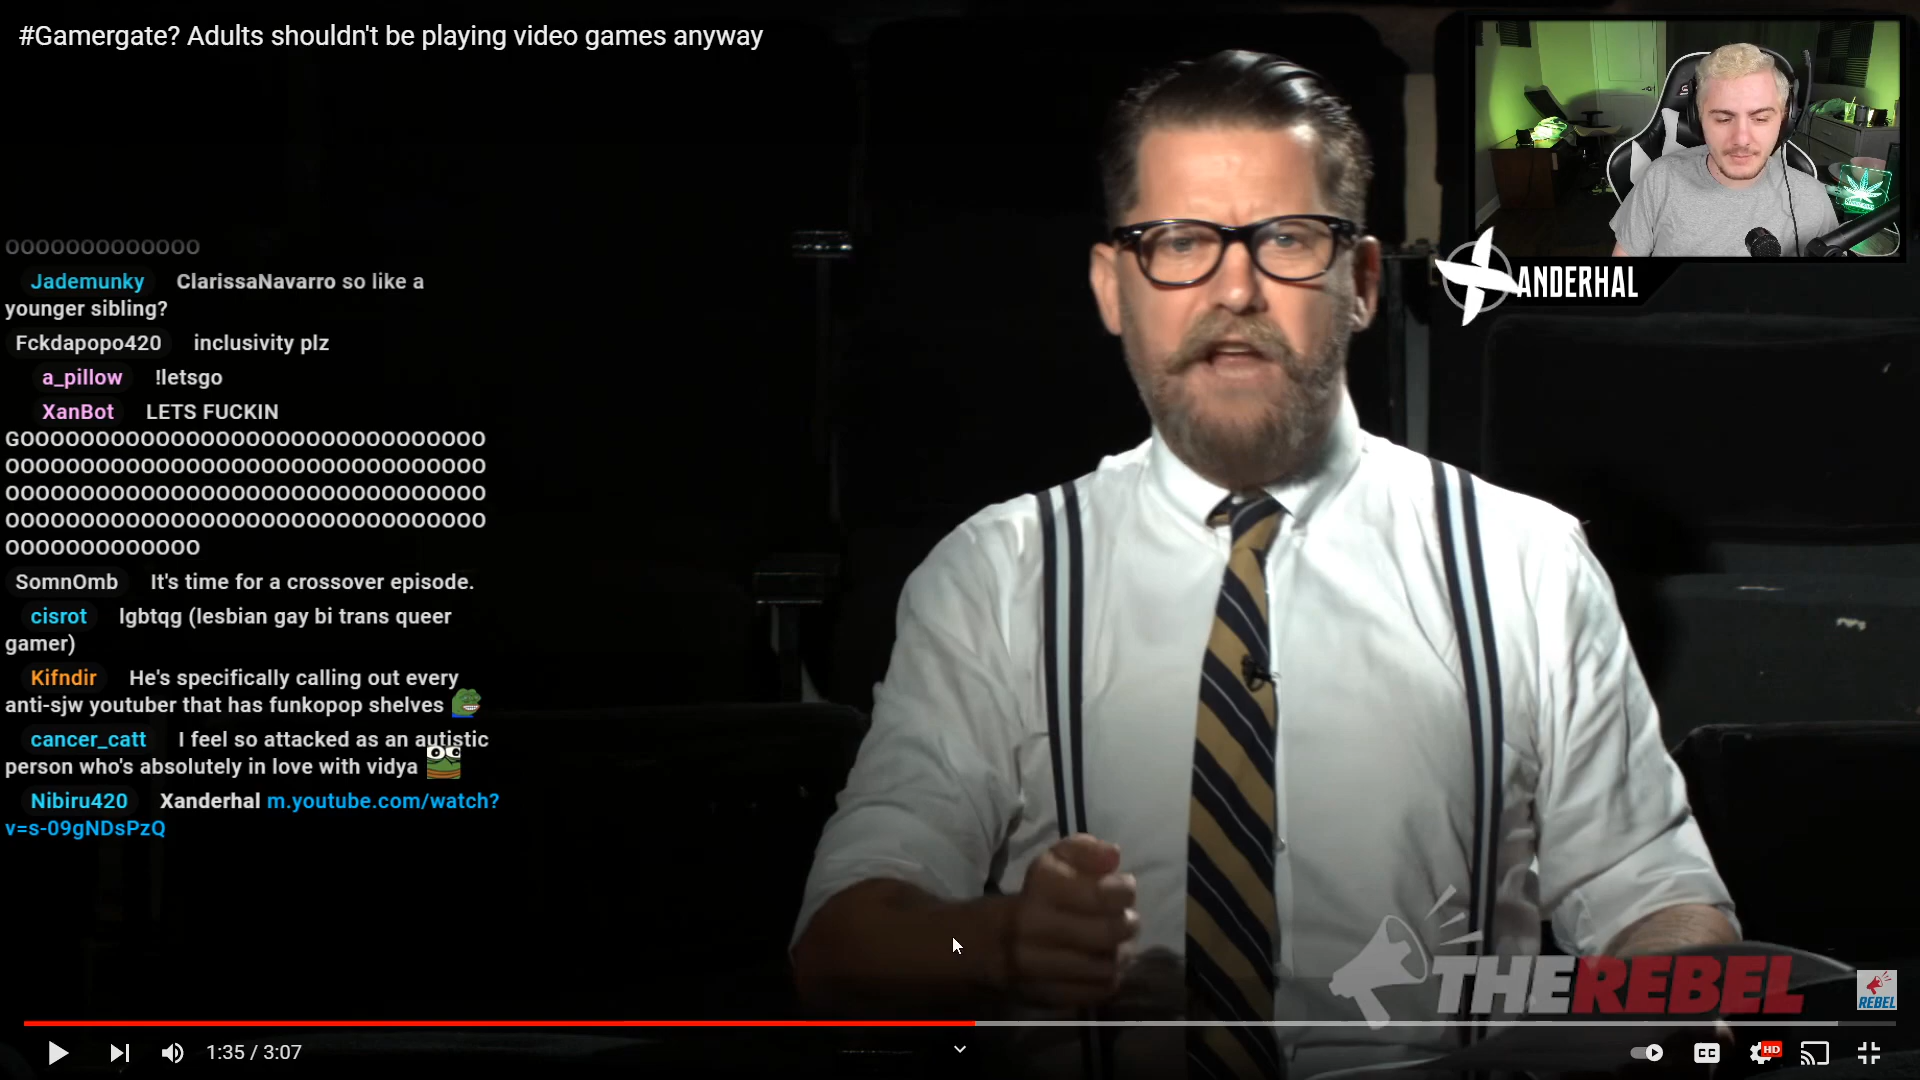 #Gamergate? Adults shouldn't be playing video games anyway
OOOOOOOOOOOOO
Jademunky ClarissaNavarro so like a
younger sibling?
Fckdapopo420 inclusivity plz
a_pillow !letsgo
XanBot LETS FUCKIN
GOOOOOOOOOOOOOOOOOOOOOOOOOOOOOOO
OOOOOOOOOOOOOOOOOOOOOOOOOOOOOOOO
OOOOOOOOOOOOOOOOOOOOOOOOOOOOOOOO
OOOOOOOOOOOOOOOOOOOOOOOOOOOOOOOO
OOOOOOOOOOOOO
SomnOmb It's time for a crossover episode.
cisrot lgbtqg (lesbian gay bi trans queer
gamer)
Kifndir He's specifically calling out every
anti-sjw youtuber that has funkopop shelves
cancer_catt I feel so attacked as an autistic
person who's absolutely in love with vidya
Nibiru420 Xanderhal m.youtube.com/watch?
v=s-09gNDsPzQ
XANDERHAL
THEREBEL
REBEL
1:35 / 3:07
CC
HD